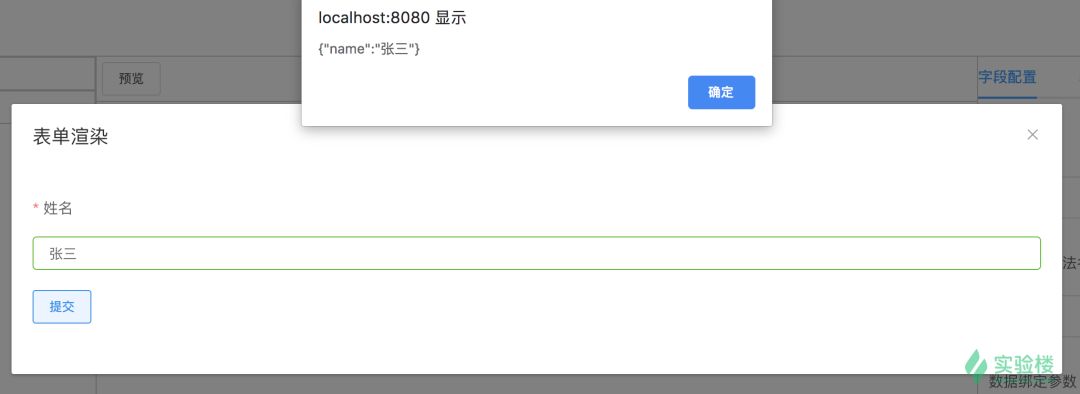 localhost:8080 显示
{"name":"张三"}
确定
预览
字段配置
表单渲染
* 姓名
张三
提交
法
实验楼
数据绑定参数